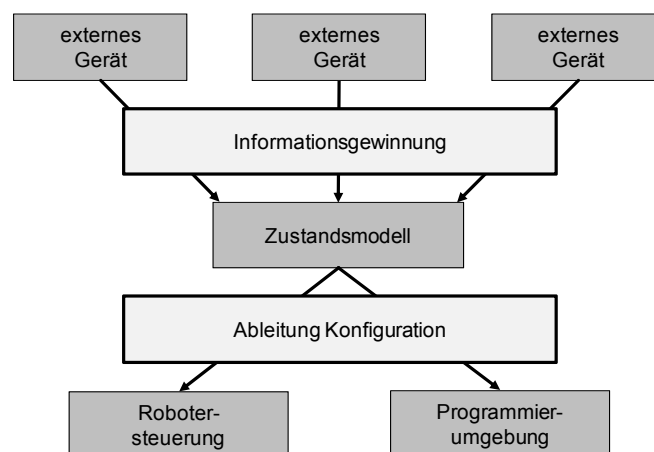 externes
Gerät
externes
Gerät
externes
Gerät
Informationsgewinnung
Zustandsmodell
Ableitung Konfiguration
Roboter-
steuerung
Programmier-
umgebung